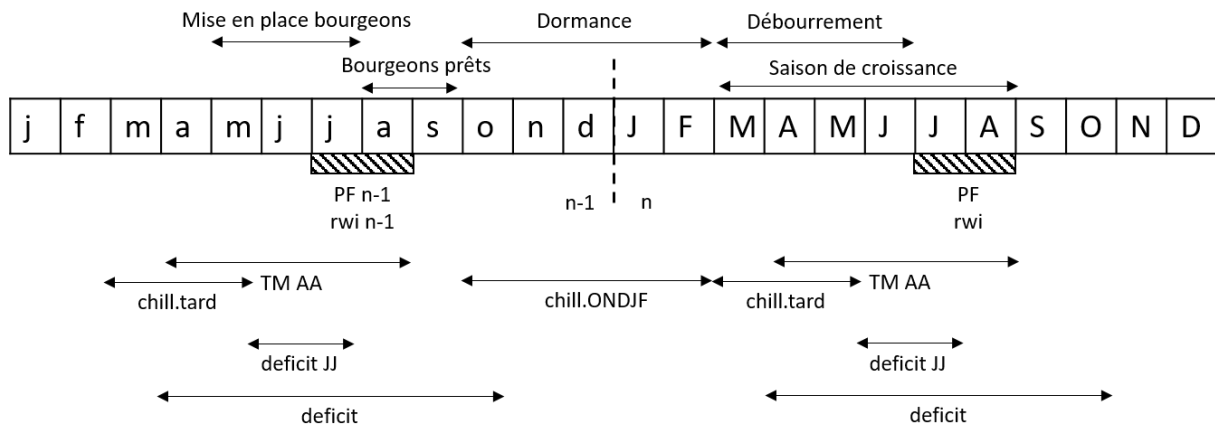 Mise en place bourgeons
Dormance
Débourrement
Bourgeons prêts
Saison de croissance
j f m a m j j a s o n d J F M A M J J A S O N D
PF n-1
rwi n-1
n-1
n
PF
rwi
TM AA
TM AA
chill.tard
chill.ONDJF
chill.tard
deficit JJ
deficit JJ
deficit
deficit